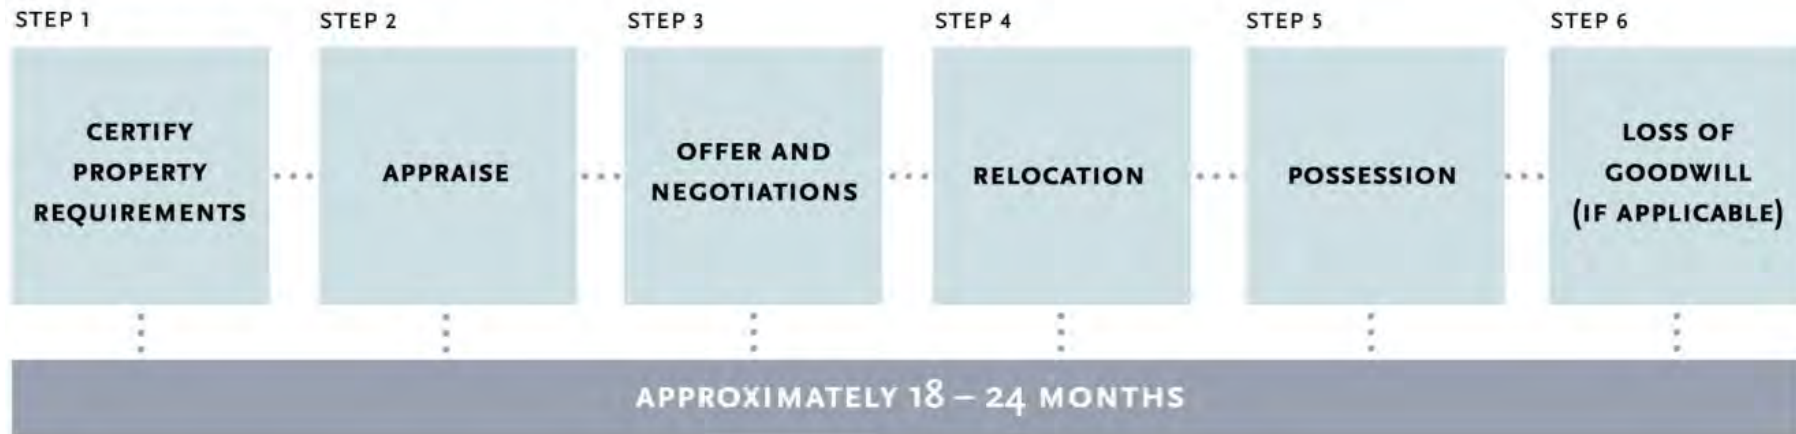 STEP 1
CERTIFY
PROPERTY
REQUIREMENTS
STEP 2
APPRAISE
STEP 3
OFFER AND
NEGOTIATIONS
STEP 4
RELOCATION
STEP 5
POSSESSION
STEP 6
LOSS OF
GOODWILL
(IF APPLICABLE)
APPROXIMATELY 18 – 24 MONTHS